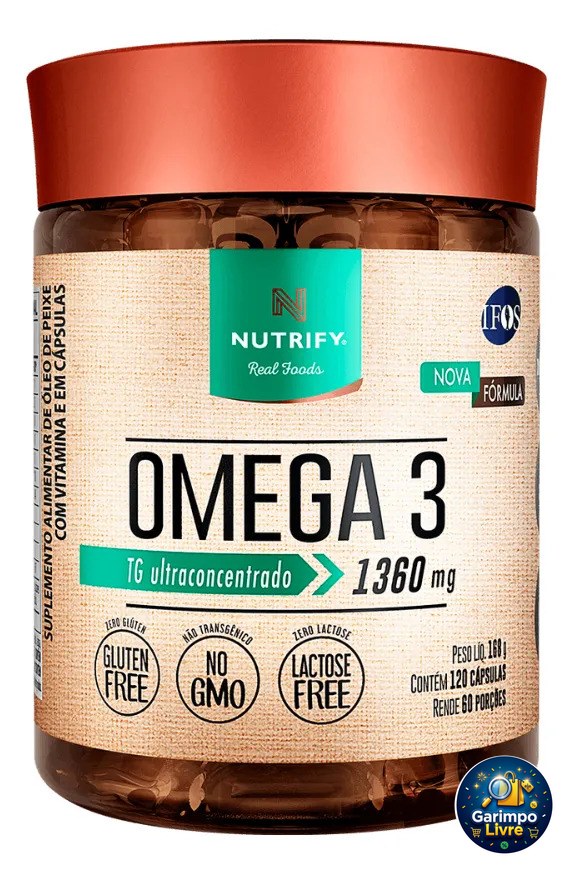 NUTRIFY®
Real Foods
IFOS
NOVA
FÓRMULA
OMEGA 3
TG ultraconcentrado
1360 mg
ZERO GLÚTEN
GLUTEN
FREE
NÃO TRANSGÊNICO
NO
GMO
ZERO LACTOSE
LACTOSE
FREE
PESO LÍQ. 168 g
CONTÉM 120 CÁPSULAS
RENDE 60 PORÇÕES
SUPLEMENTO ALIMENTAR DE ÓLEO DE PEIXE
COM VITAMINA E EM CÁPSULAS
Garimpo
Livre